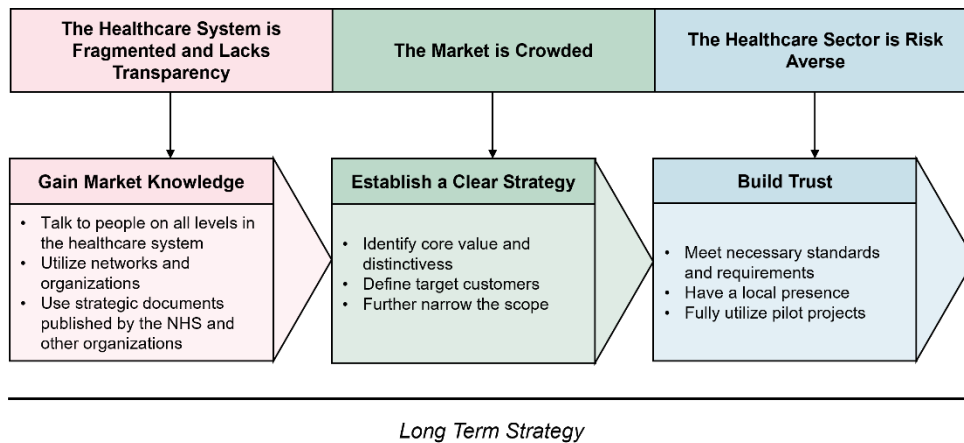 The Healthcare System is
Fragmented and Lacks
Transparency
The Market is Crowded
The Healthcare Sector is Risk
Averse
Gain Market Knowledge
• Talk to people on all levels in
the healthcare system
• Utilize networks and
organizations
• Use strategic documents
published by the NHS and
other organizations
Establish a Clear Strategy
• Identify core value and
distinctivess
• Define target customers
• Further narrow the scope
Build Trust
• Meet necessary standards
and requirements
• Have a local presence
• Fully utilize pilot projects
Long Term Strategy